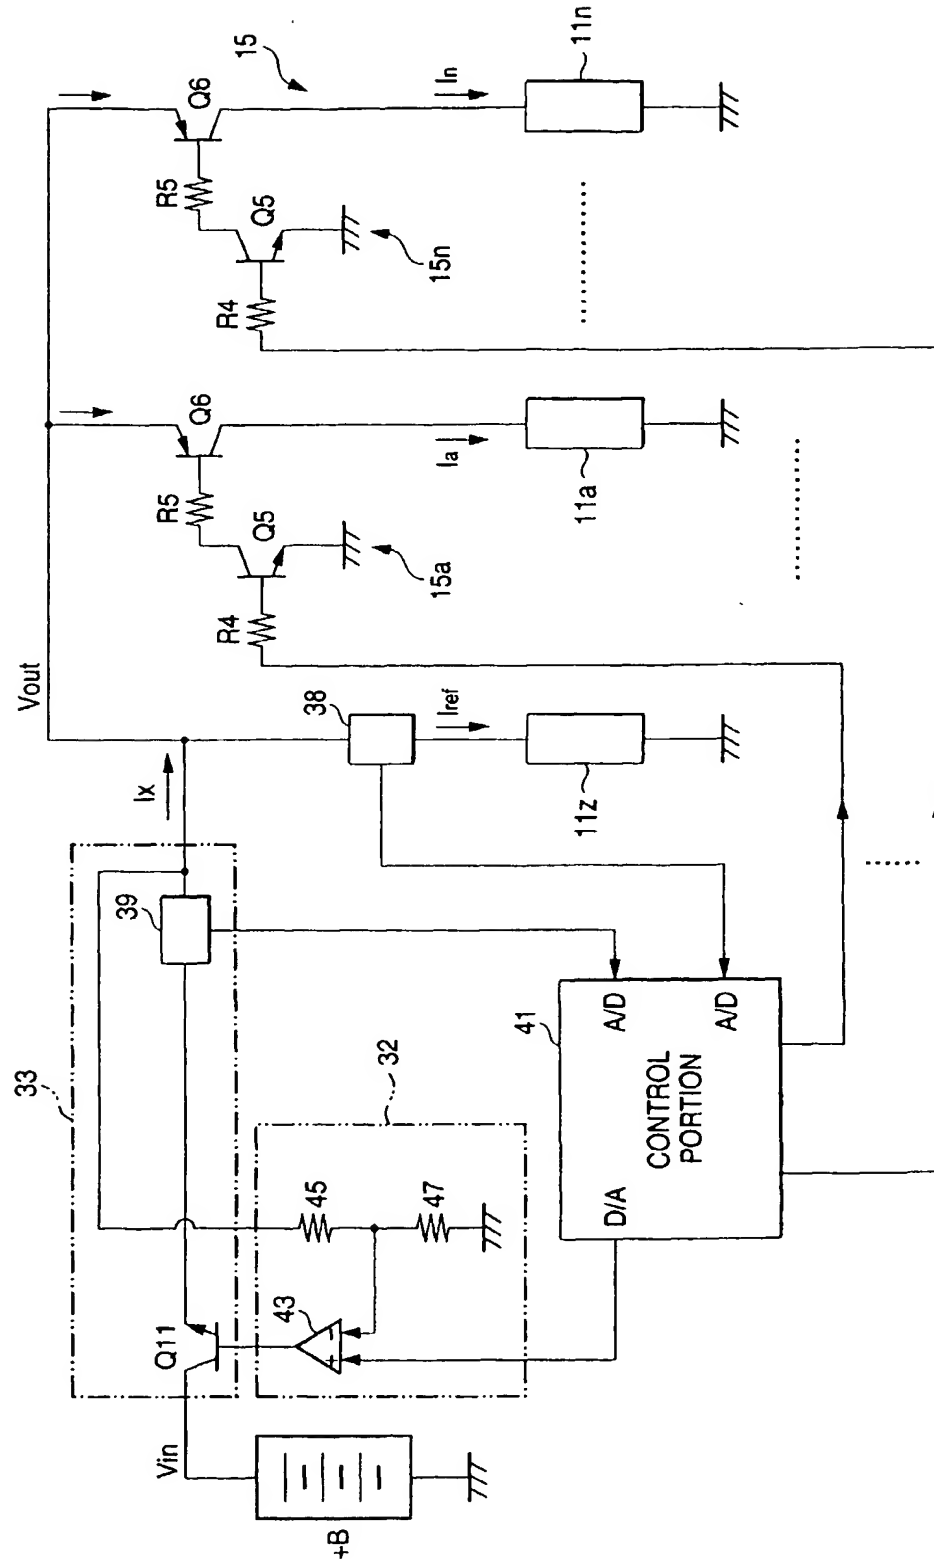 +B
Vin
Q11
33
43
45
47
32
39
Ix
Vout
41
D/A
A/D
A/D
CONTROL
PORTION
38
Iref
11z
R4
Q5
R5
Q6
15a
Ia
11a
R4
Q5
R5
Q6
15n
15
In
11n
+
−